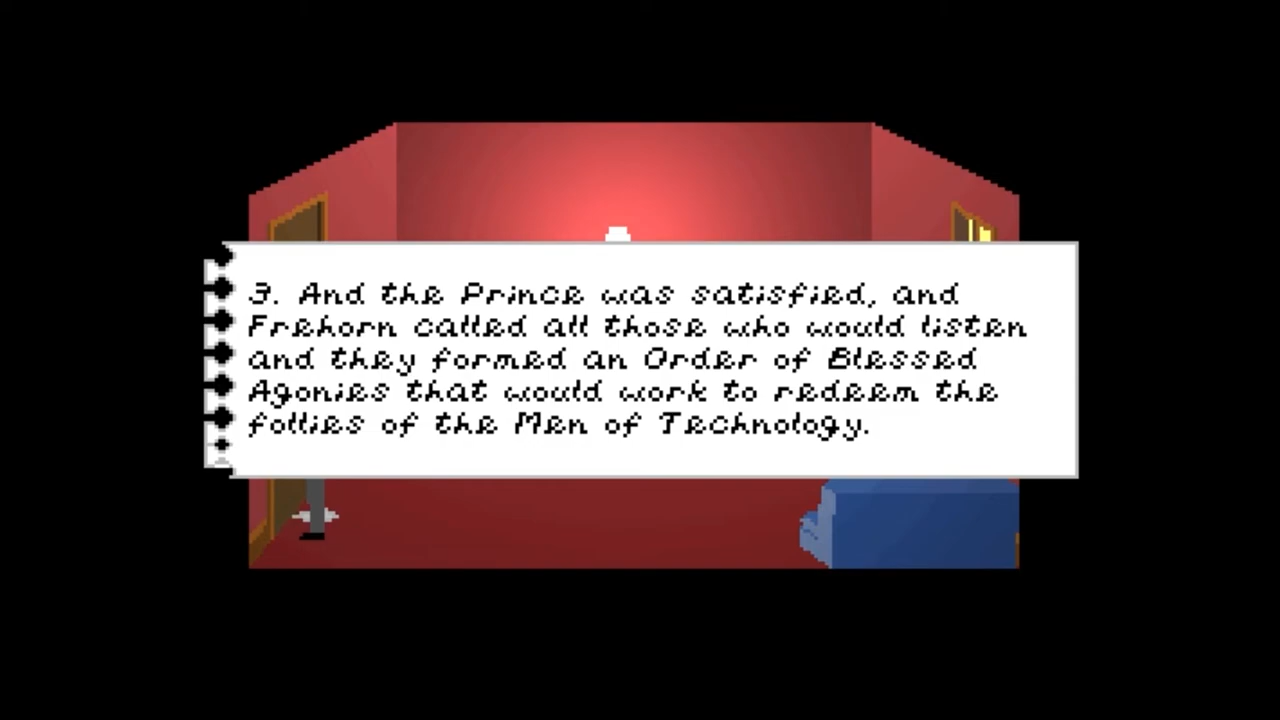 3. And the Prince was satisfied, and
Frehorn called all those who would listen
and they formed an Order of Blessed
Agonies that would work to redeem the
follies of the Men of Technology.